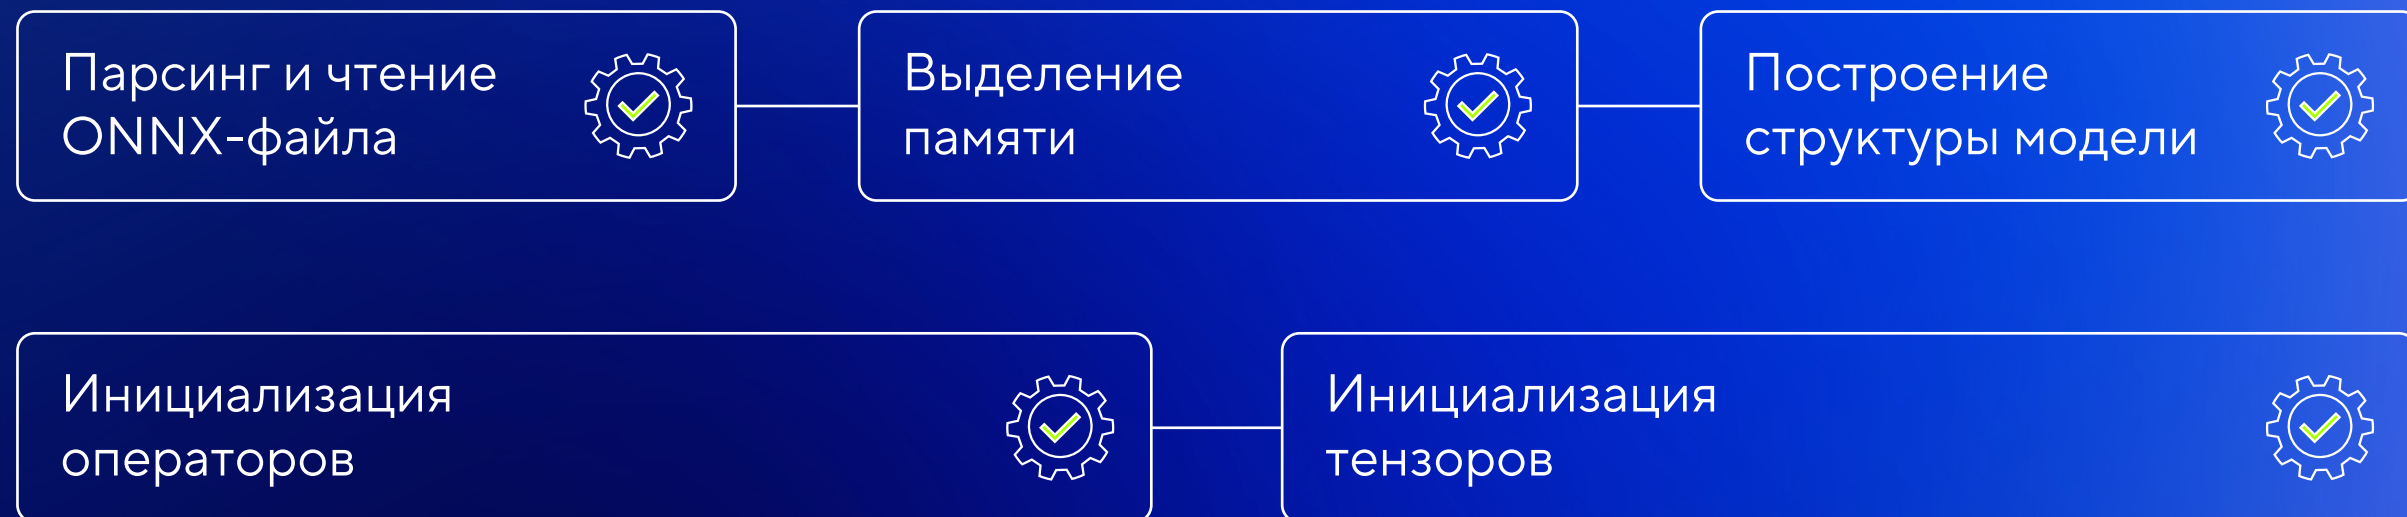 Парсинг и чтение
ONNX-файла
Выделение
памяти
Построение
структуры модели
Инициализация
операторов
Инициализация
тензоров